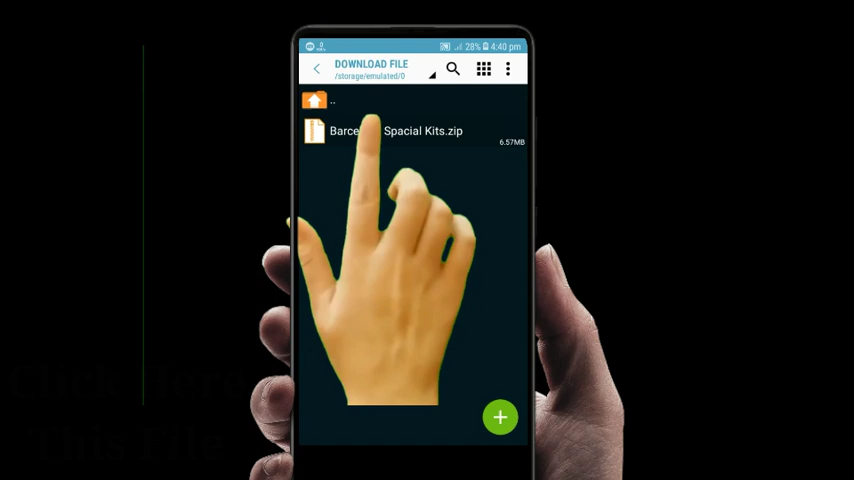 28% 4:40 pm
DOWNLOAD FILE
/storage/emulated/0
..
Barce Spacial Kits.zip
6.57MB
Click Here
This File